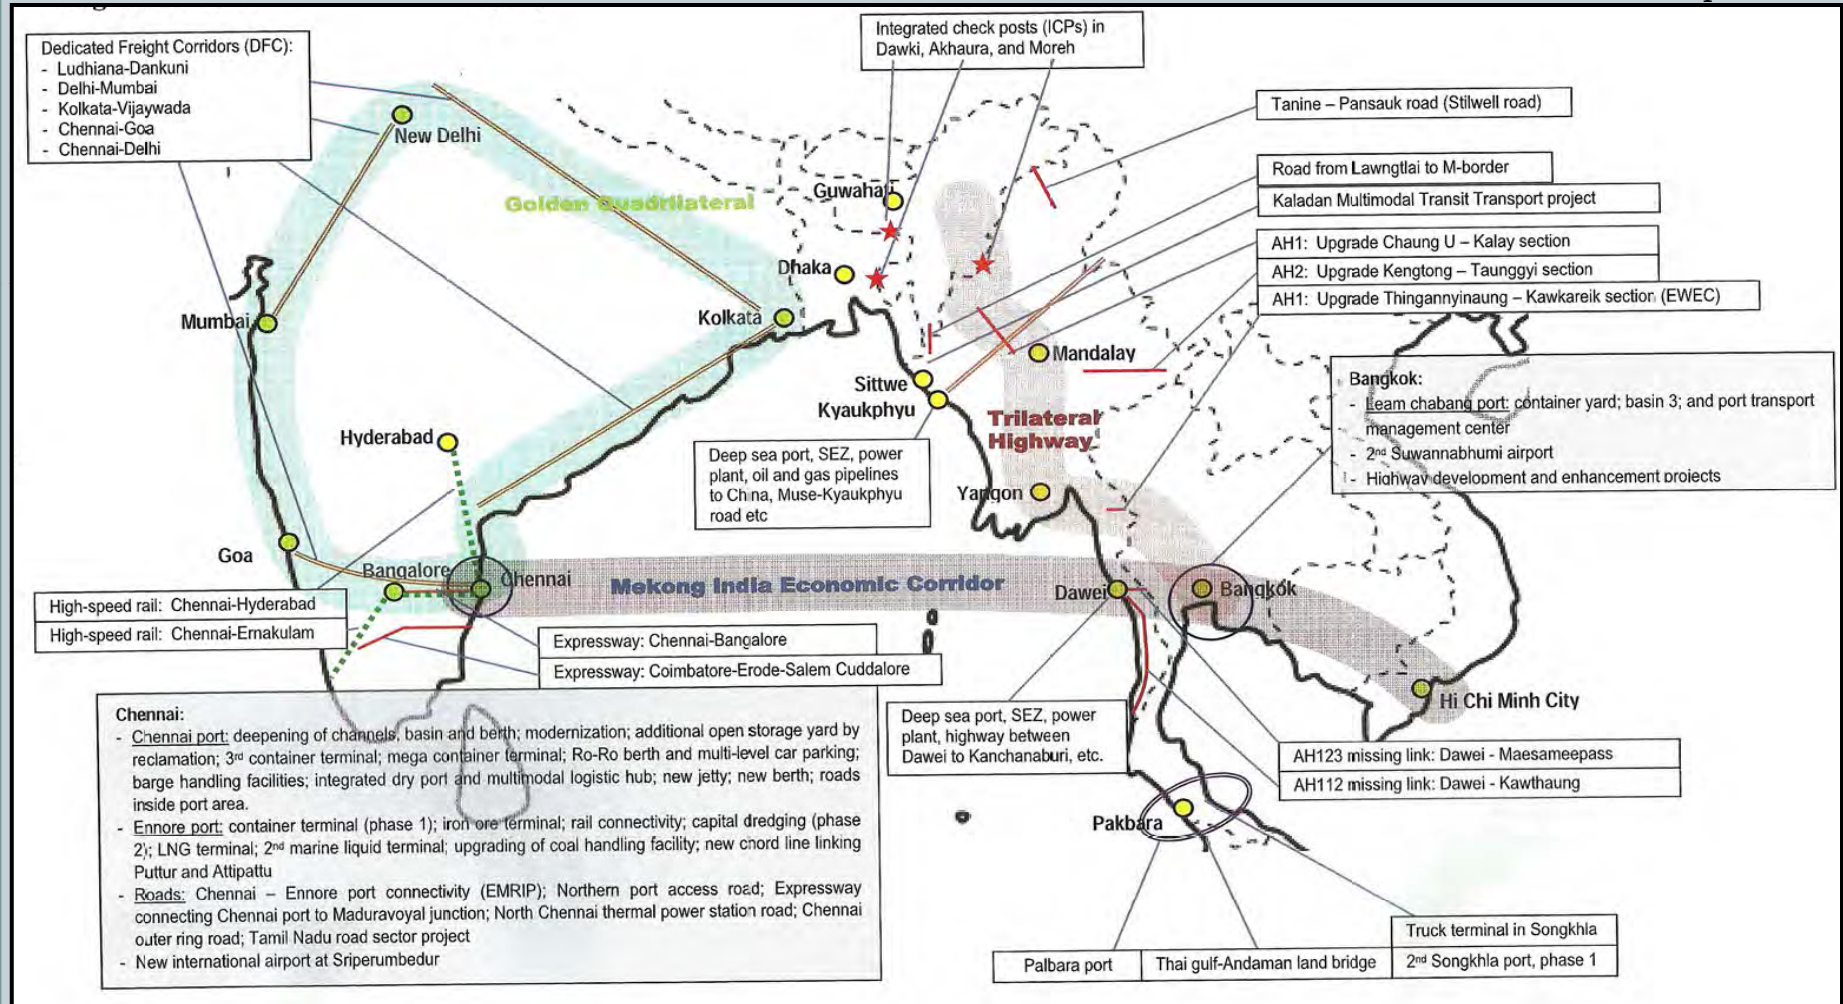 Dedicated Freight Corridors (DFC):
- Ludhiana-Dankuni
- Delhi-Mumbai
- Kolkata-Vijaywada
- Chennai-Goa
- Chennai-Delhi
Integrated check posts (ICPs) in
Dawki, Akhaura, and Moreh
Tanine – Pansauk road (Stilwell road)
Road from Lawngtlai to M-border
Kaladan Multimodal Transit Transport project
AH1: Upgrade Chaung U – Kalay section
AH2: Upgrade Kengtong – Taunggyi section
AH1: Upgrade Thingannyinaung – Kawkareik section (EWEC)
New Delhi
Golden Quadrilateral
Guwahati
Dhaka
Mumbai
Kolkata
Mandalay
Sittwe
Kyaukphyu
Trilateral
Highway
Hyderabad
Bangkok:
- Leam chabang port: container yard; basin 3; and port transport
management center
- 2nd Suwannabhumi airport
- Highway development and enhancement projects
Deep sea port, SEZ, power
plant, oil and gas pipelines
to China, Muse-Kyaukphyu
road etc
Yangon
Goa
Bangalore
Chennai
Mekong India Economic Corridor
Dawei
Bangkok
High-speed rail: Chennai-Hyderabad
High-speed rail: Chennai-Ernakulam
Expressway: Chennai-Bangalore
Expressway: Coimbatore-Erode-Salem Cuddalore
Hi Chi Minh City
Chennai:
- Chennai port: deepening of channels, basin and berth; modernization; additional open storage yard by
reclamation; 3rd container terminal; mega container terminal; Ro-Ro berth and multi-level car parking;
barge handling facilities; integrated dry port and multimodal logistic hub; new jetty; new berth; roads
inside port area.
- Ennore port: container terminal (phase 1); iron ore terminal; rail connectivity; capital dredging (phase
2); LNG terminal; 2nd marine liquid terminal; upgrading of coal handling facility; new chord line linking
Puttur and Attipattu
- Roads: Chennai – Ennore port connectivity (EMRIP); Northern port access road; Expressway
connecting Chennai port to Maduravoyal junction; North Chennai thermal power station road; Chennai
outer ring road; Tamil Nadu road sector project
- New international airport at Sriperumbedur
Deep sea port, SEZ, power
plant, highway between
Dawei to Kanchanaburi, etc.
AH123 missing link: Dawei - Maesameepass
AH112 missing link: Dawei - Kawthaung
Pakbara
Palbara port
Thai gulf-Andaman land bridge
Truck terminal in Songkhla
2nd Songkhla port, phase 1